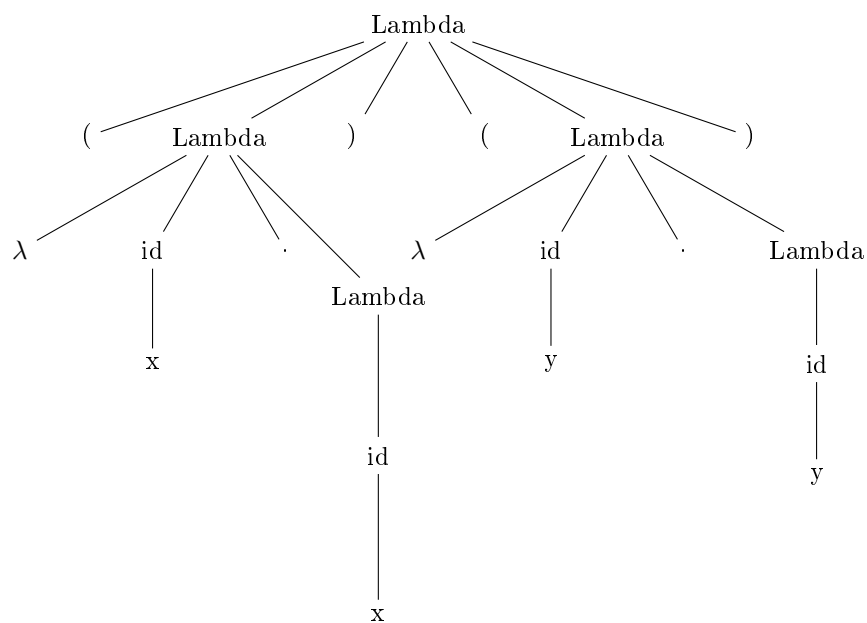 Lambda
( Lambda ) ( Lambda )
λ id . λ id . Lambda
Lambda
x y id
id
y
x